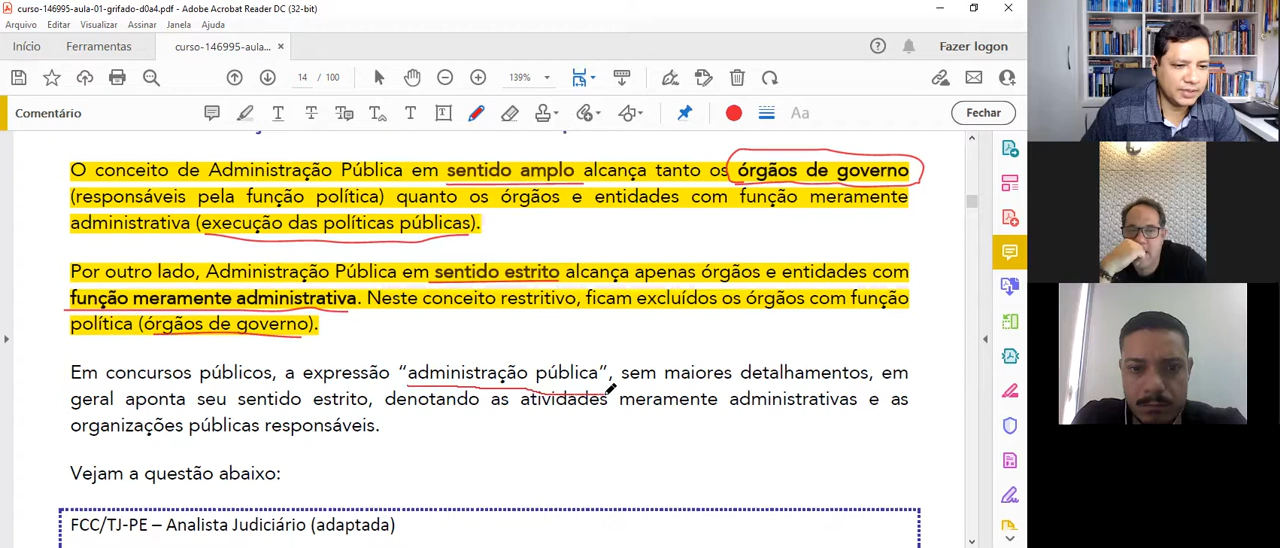 curso-146995-aula-01-grifado-d0a4.pdf - Adobe Acrobat Reader DC (32-bit)
Arquivo Editar Visualizar Assinar Janela Ajuda
Início Ferramentas curso-146995-aula... × Fazer logon
14 / 100 139%
Comentário Aa Fechar
O conceito de Administração Pública em sentido amplo alcança tanto os órgãos de governo
(responsáveis pela função política) quanto os órgãos e entidades com função meramente
administrativa (execução das políticas públicas).
Por outro lado, Administração Pública em sentido estrito alcança apenas órgãos e entidades com
função meramente administrativa. Neste conceito restritivo, ficam excluídos os órgãos com função
política (órgãos de governo).
Em concursos públicos, a expressão “administração pública”, sem maiores detalhamentos, em
geral aponta seu sentido estrito, denotando as atividades meramente administrativas e as
organizações públicas responsáveis.
Vejam a questão abaixo:
FCC/TJ-PE – Analista Judiciário (adaptada)